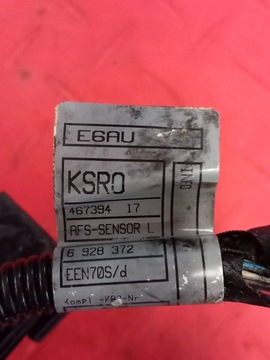 E6AU
KSRO
467394 17
AFS-SENSOR L
6 928 372
EEN70S/d